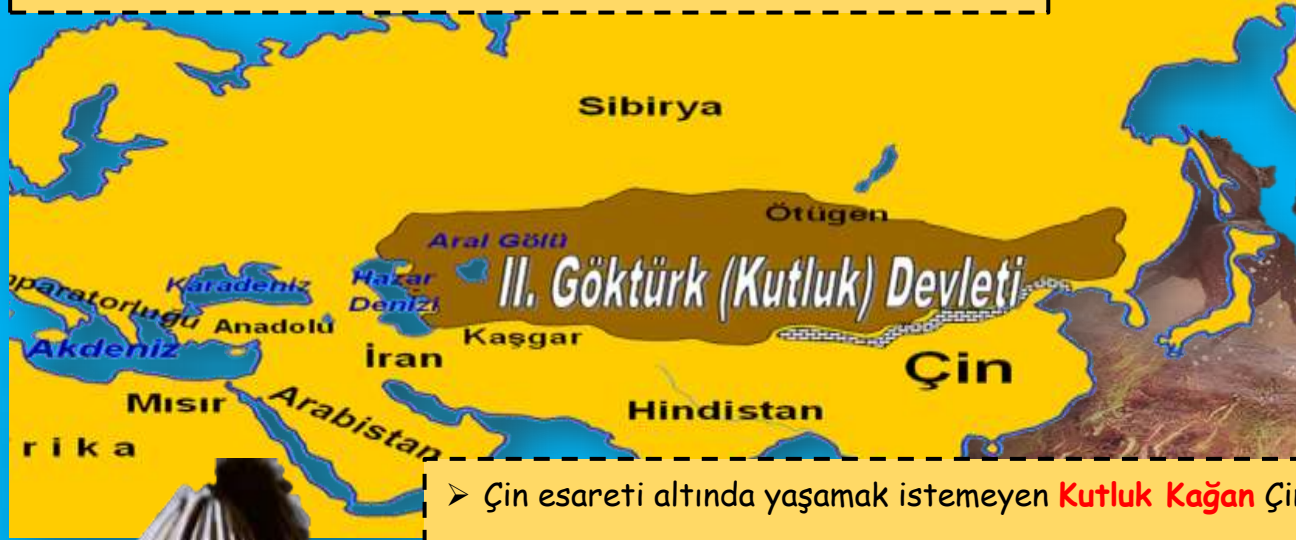 Sibirya
Ötügen
Aral Gölü
II. Göktürk (Kutluk) Devleti
Karadeniz
Hazar
Denizi
paratorluğu
Anadolu
Kaşgar
Akdeniz
İran
Çin
Mısır
Arabistan
Hindistan
rika
➢ Çin esareti altında yaşamak istemeyen Kutluk Kağan Çi